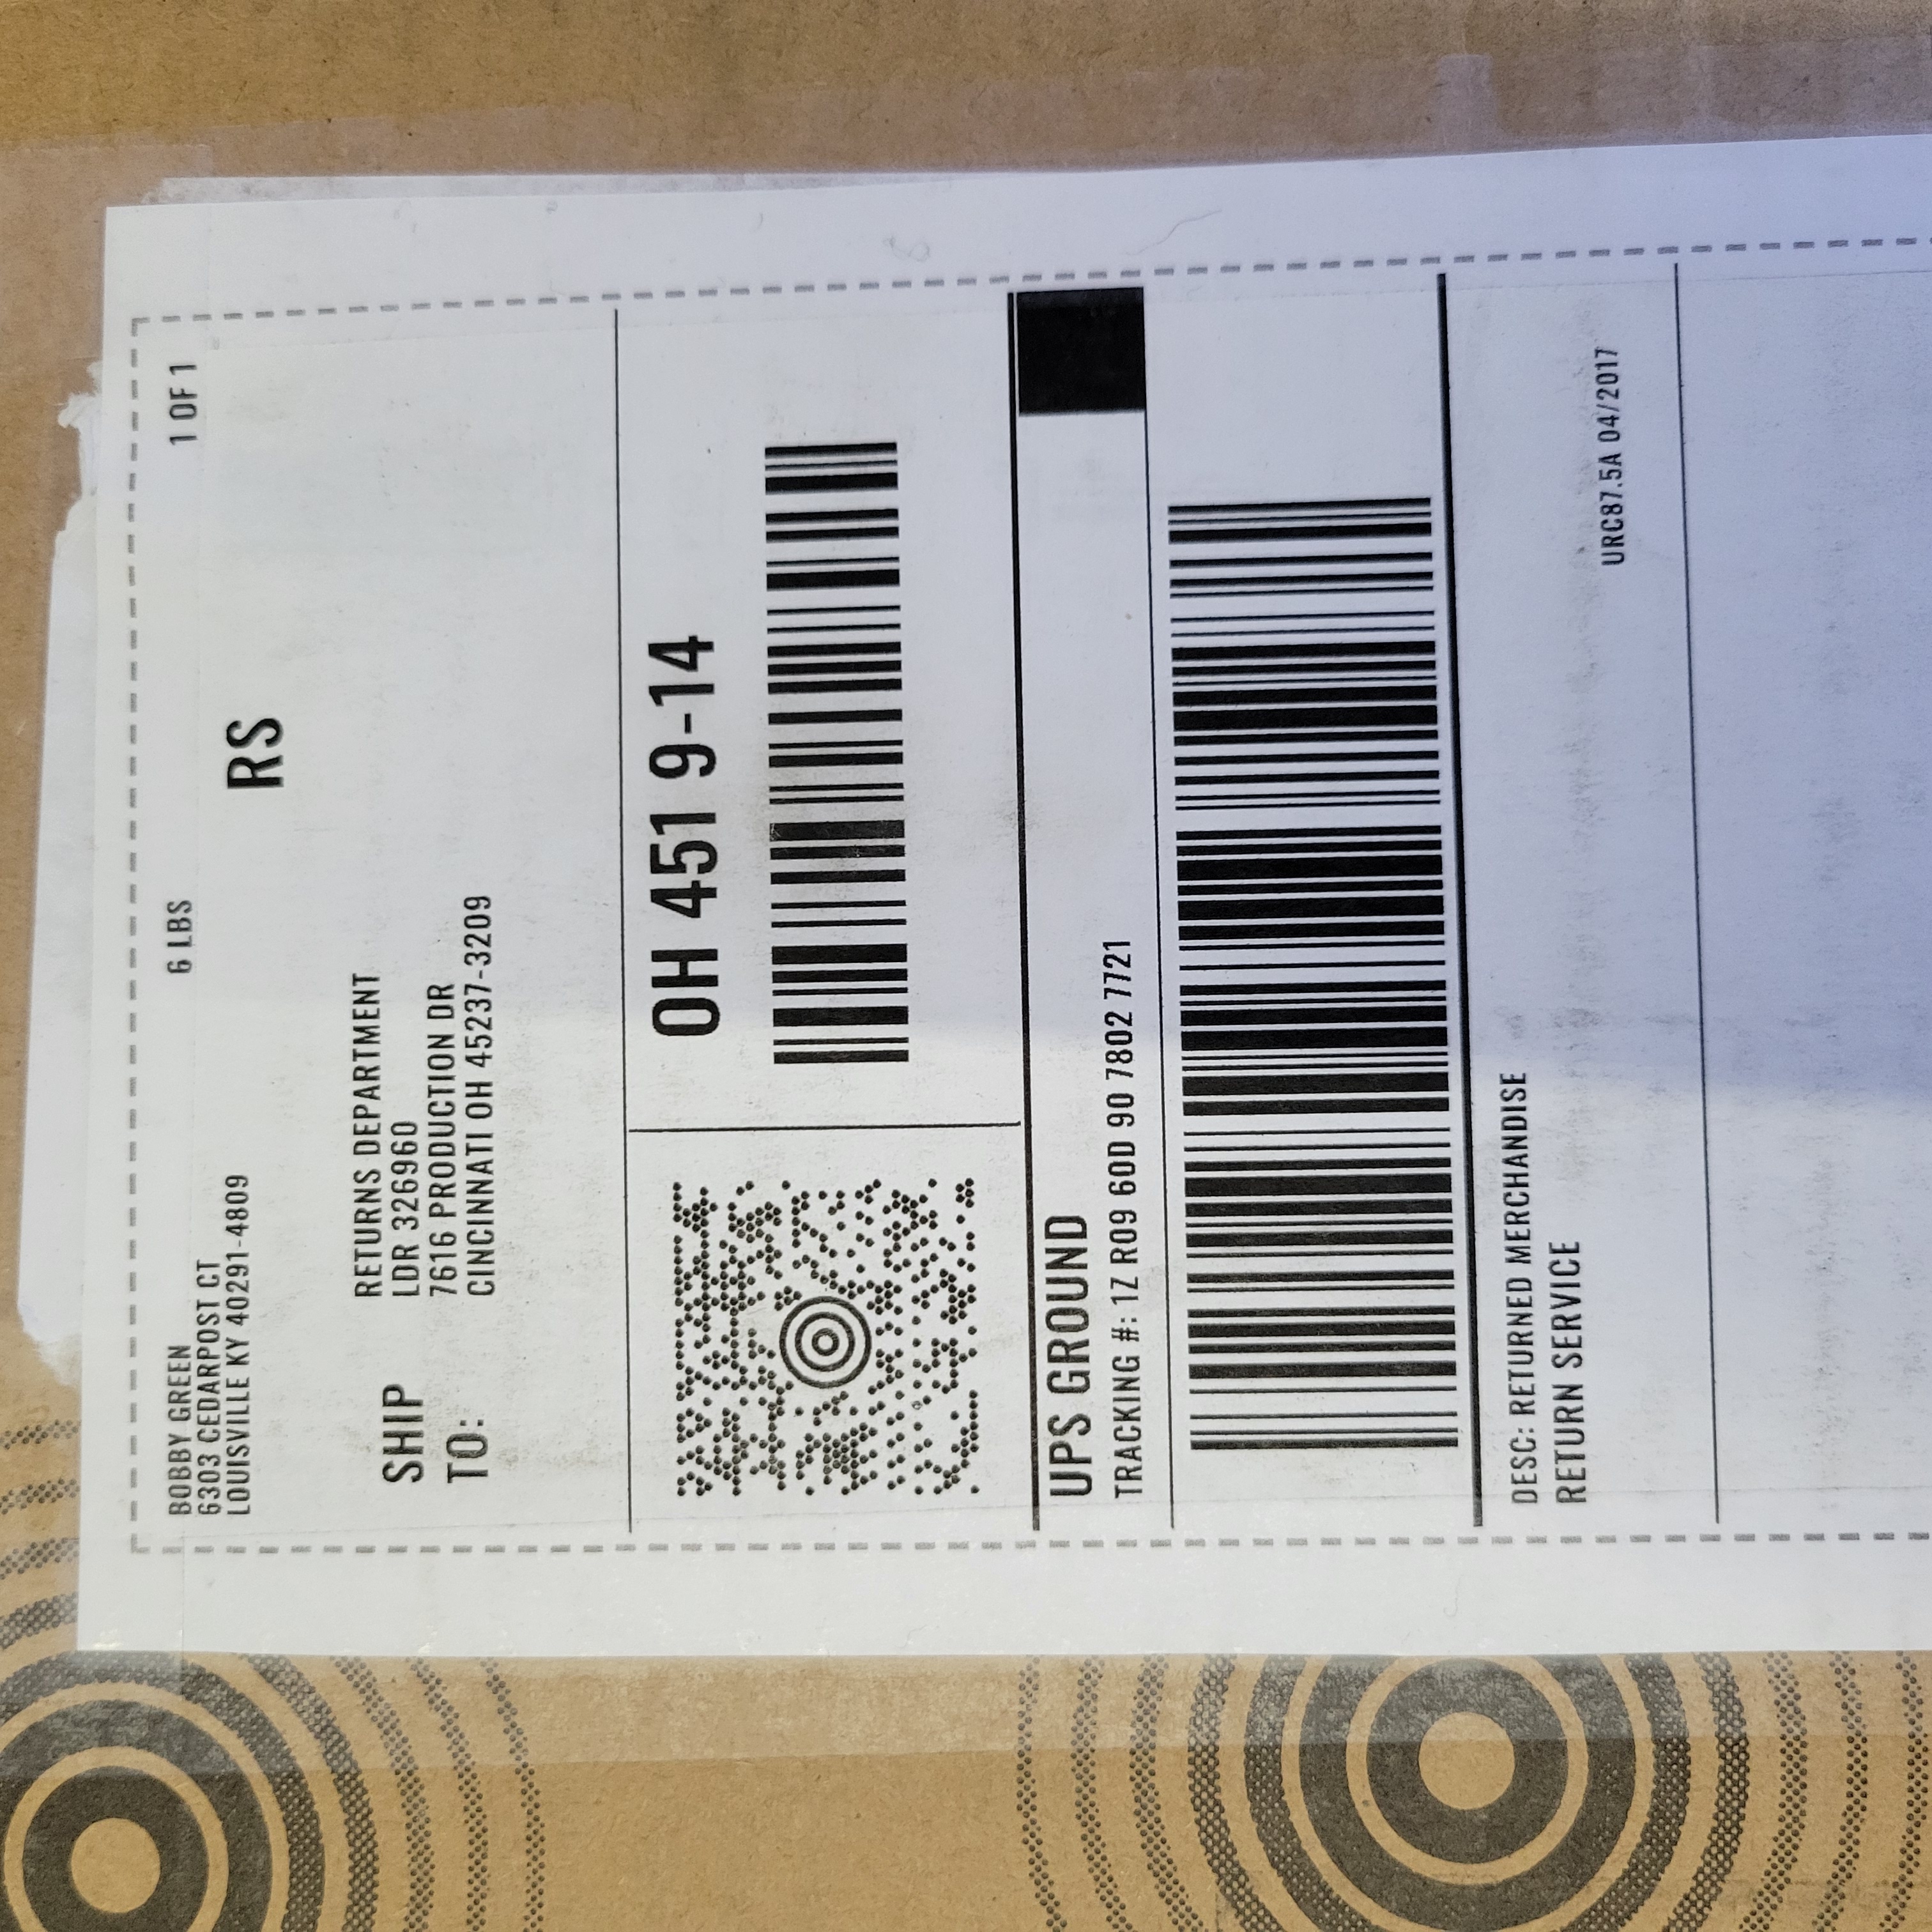 BOBBY GREEN
6303 CEDARPOST CT
LOUISVILLE KY 40291-4809
6 LBS
1 OF 1
RS
SHIP
TO:
RETURNS DEPARTMENT
LDR 326960
7616 PRODUCTION DR
CINCINNATI OH 45237-3209
OH 451 9-14
UPS GROUND
TRACKING #: 1Z R09 60D 90 7802 7721
DESC: RETURNED MERCHANDISE
RETURN SERVICE
URC87.5A 04/2017